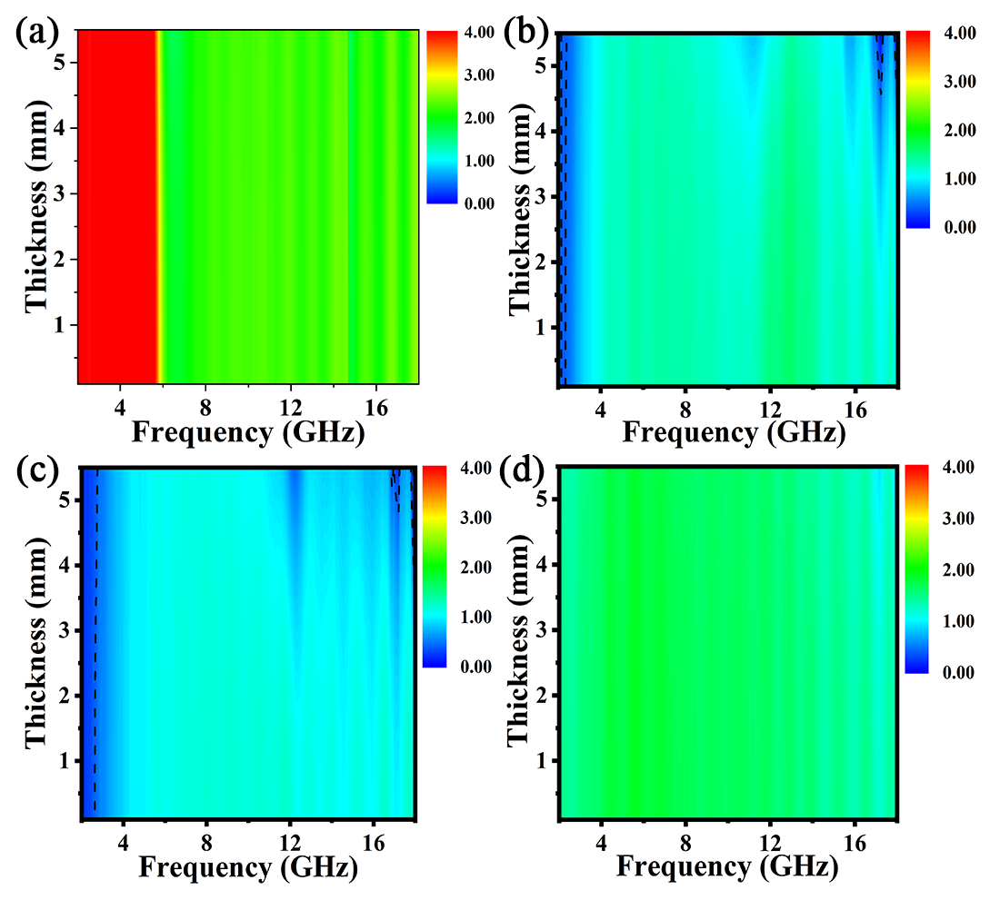 (a)
5
4
3
2
1
Thickness (mm)
4 8 12 16
Frequency (GHz)
4.00
3.00
2.00
1.00
0.00
(b)
5
4
3
2
1
Thickness (mm)
4 8 12 16
Frequency (GHz)
4.00
3.00
2.00
1.00
0.00
(c)
5
4
3
2
1
Thickness (mm)
4 8 12 16
Frequency (GHz)
4.00
3.00
2.00
1.00
0.00
(d)
5
4
3
2
1
Thickness (mm)
4 8 12 16
Frequency (GHz)
4.00
3.00
2.00
1.00
0.00